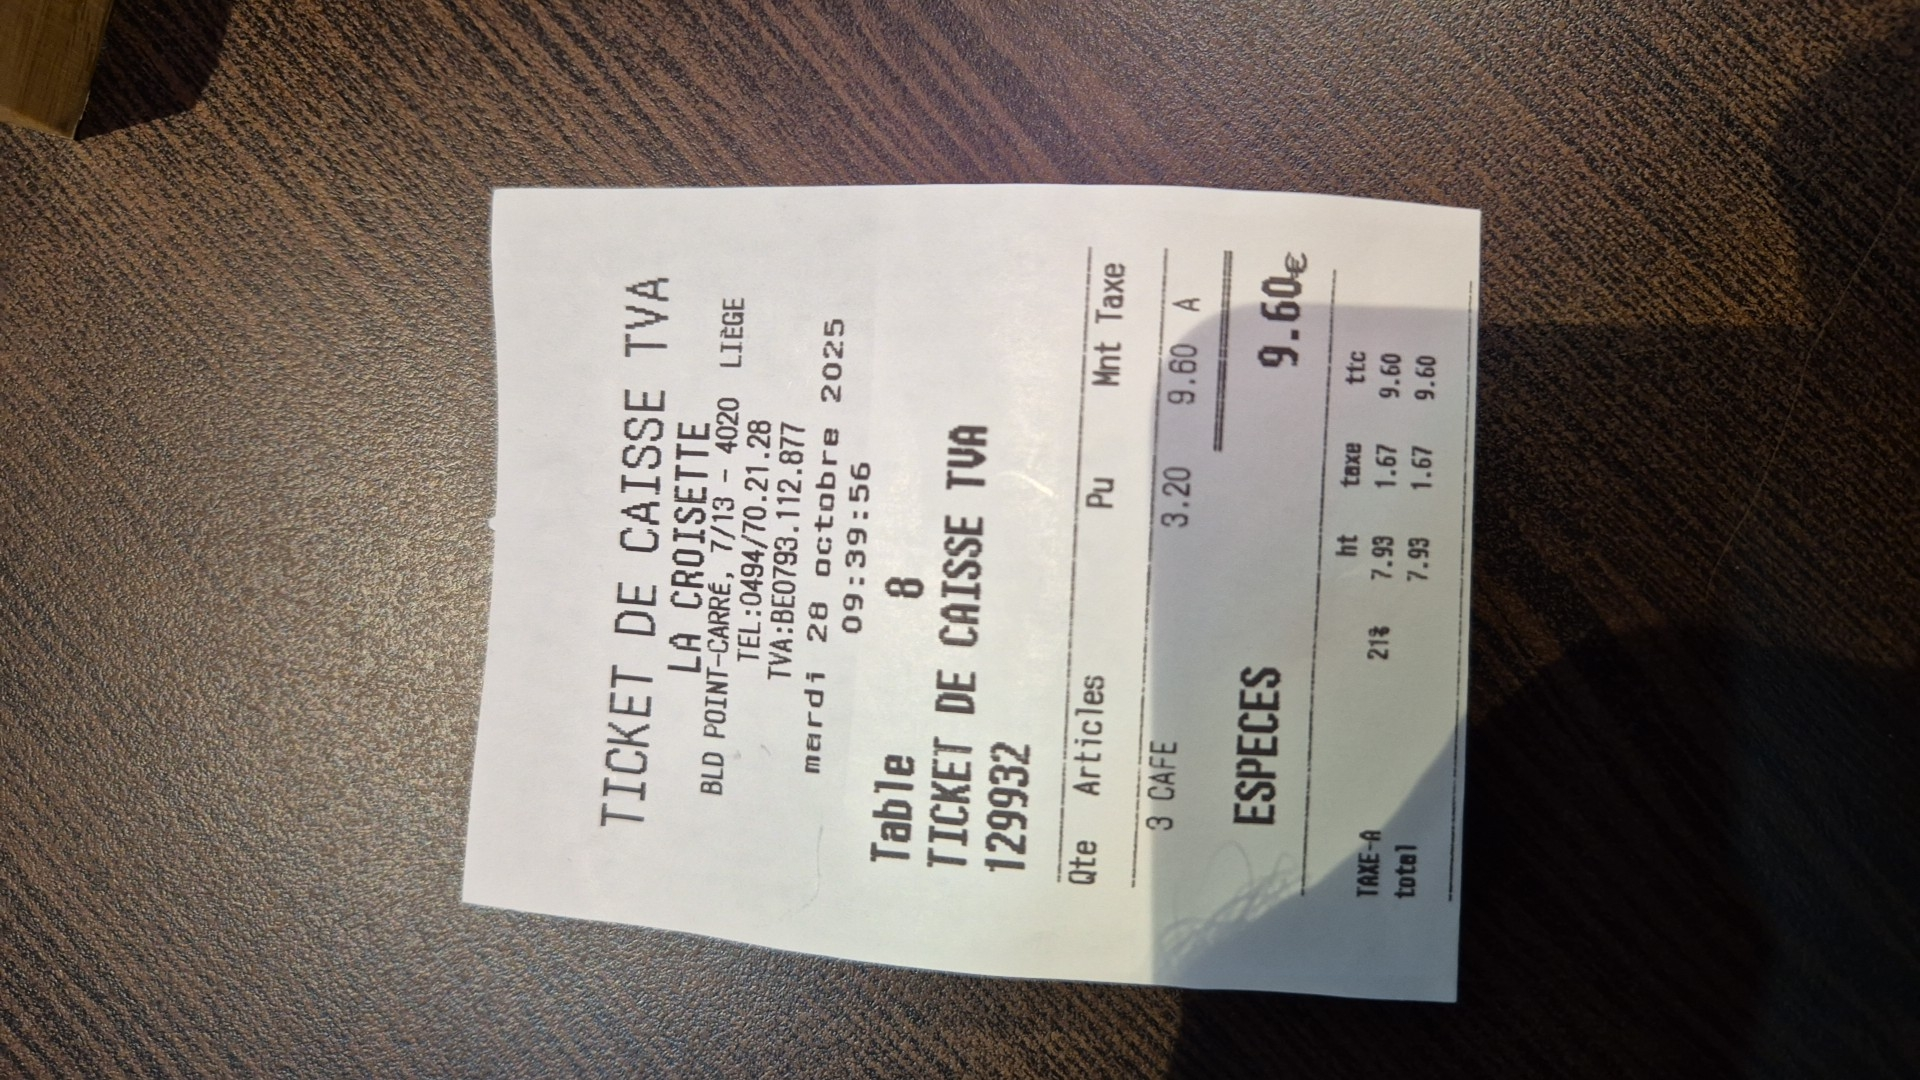 TICKET DE CAISSE TVA
LA CROISETTE
BLD POINT-CARRÉ, 7/13 - 4020 LIÈGE
TEL:0494/70.21.28
TVA:BE0793.112.877
mardi 28 octobre 2025
09:39:56
Table 8
TICKET DE CAISSE TVA
129932
Qte Articles Pu Mnt Taxe
3 CAFE 3.20 9.60 A
ESPECES 9.60€
ht taxe ttc
TAXE-A 21% 7.93 1.67 9.60
total 7.93 1.67 9.60